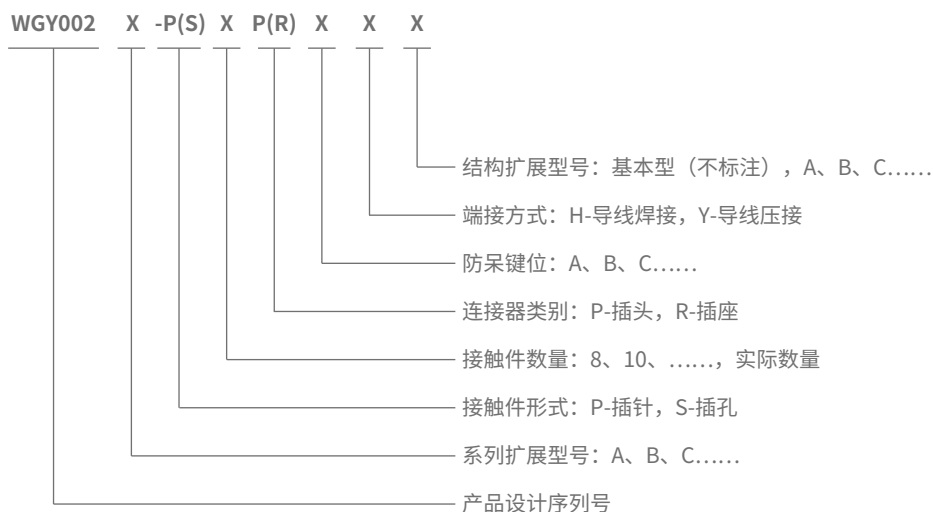 WGY002 X -P(S) X P(R) X X X
结构扩展型号：基本型（不标注），A、B、C……
端接方式：H-导线焊接，Y-导线压接
防呆键位：A、B、C……
连接器类别：P-插头，R-插座
接触件数量：8、10、……，实际数量
接触件形式：P-插针，S-插孔
系列扩展型号：A、B、C……
产品设计序列号